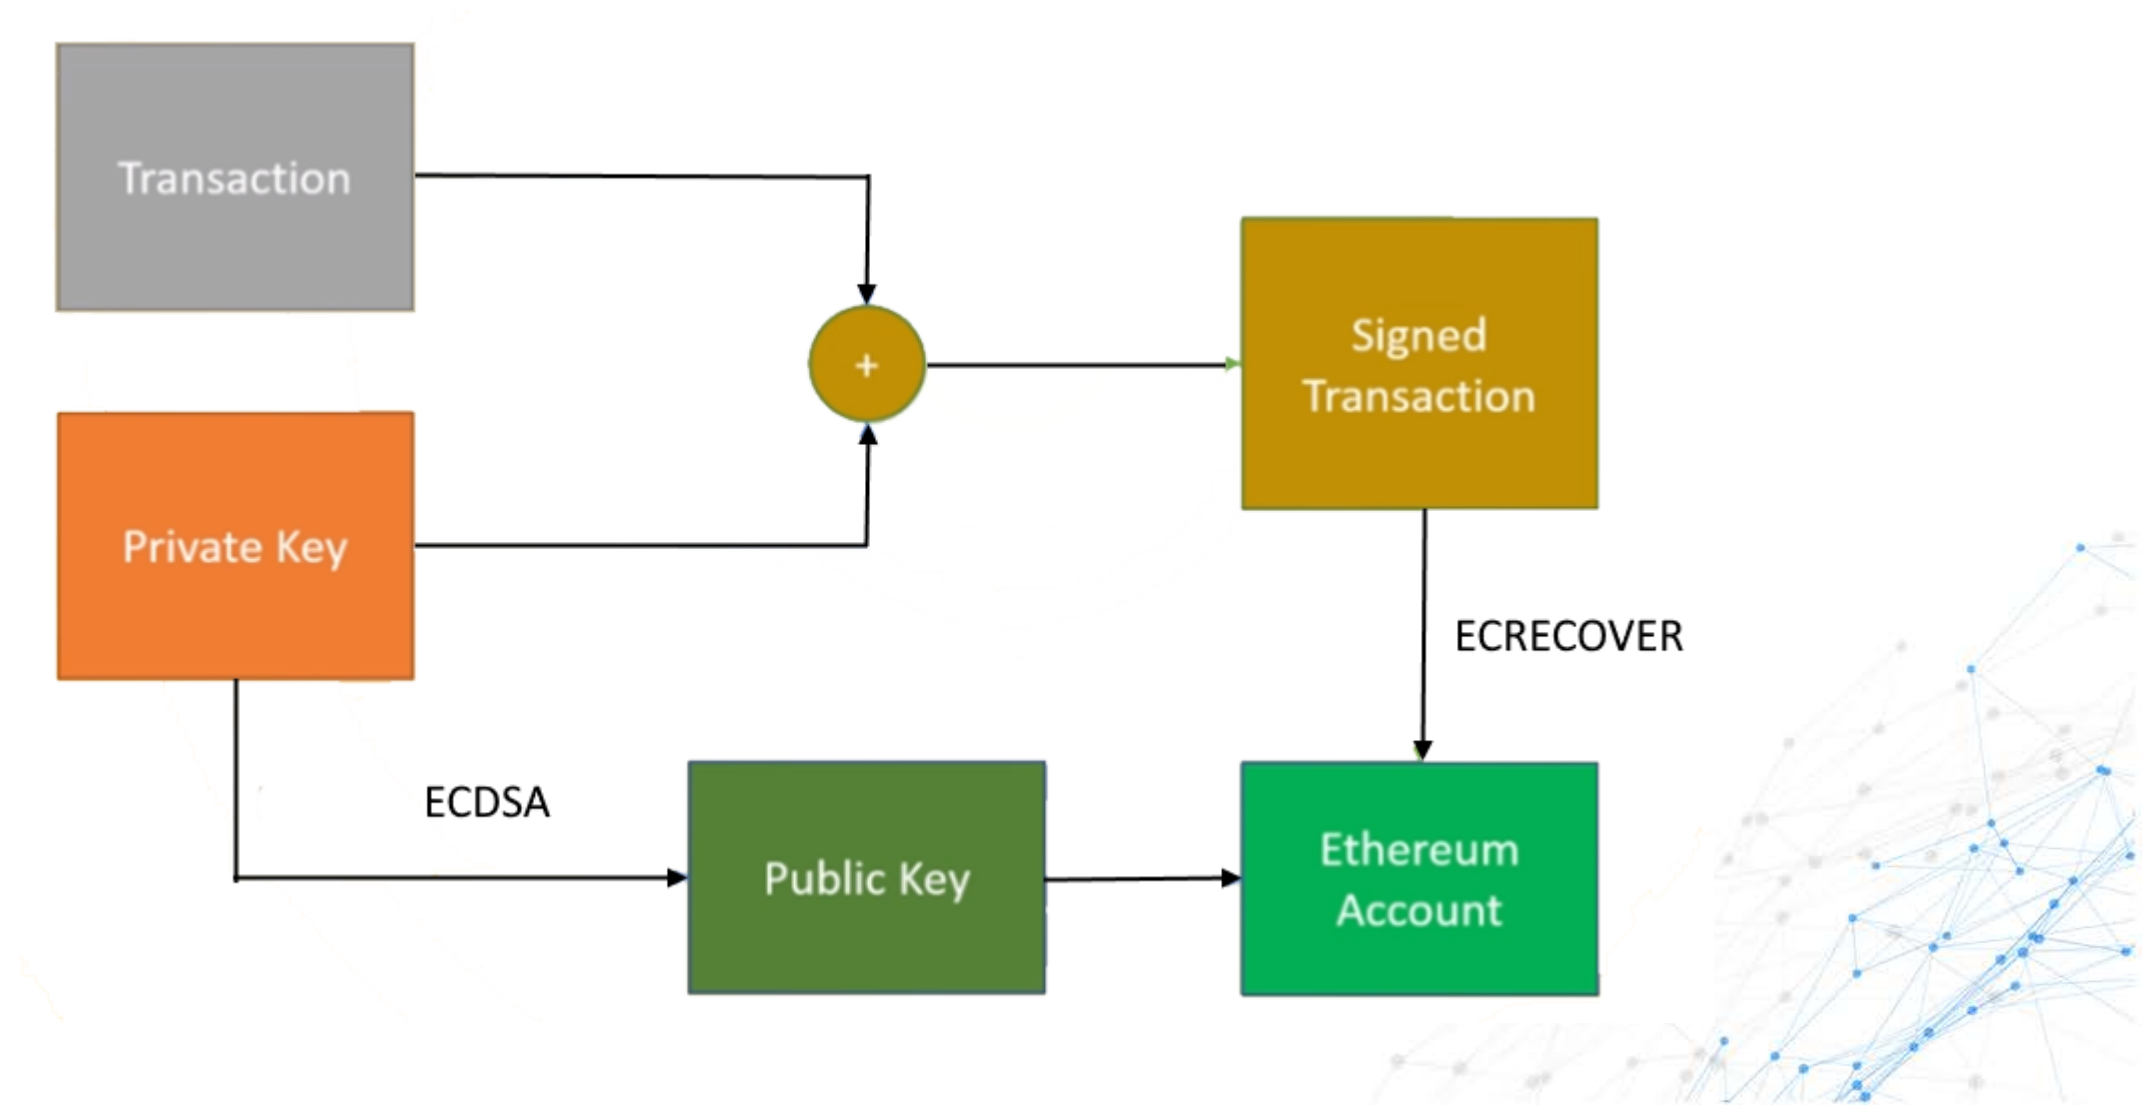 Transaction
+
Signed
Transaction
Private Key
ECRECOVER
ECDSA
Public Key
Ethereum
Account